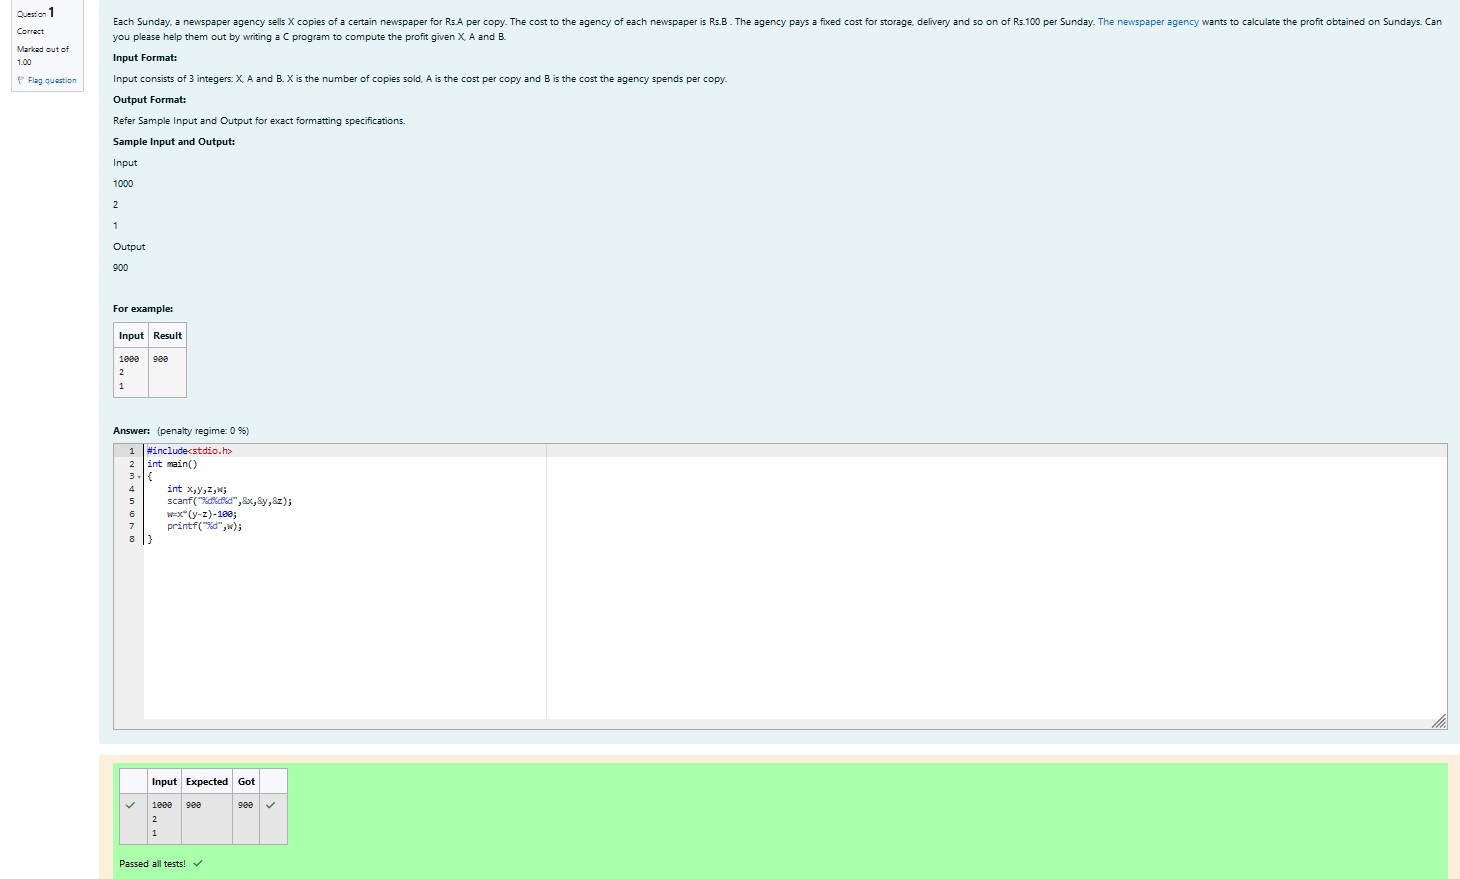 Question 1
Correct
Marked out of
1.00
Flag question
Each Sunday, a newspaper agency sells X copies of a certain newspaper for Rs.A per copy. The cost to the agency of each newspaper is Rs.B . The agency pays a fixed cost for storage, delivery and so on of Rs.100 per Sunday. The newspaper agency wants to calculate the profit obtained on Sundays. Can
you please help them out by writing a C program to compute the profit given X, A and B.
Input Format:
Input consists of 3 integers: X, A and B. X is the number of copies sold, A is the cost per copy and B is the cost the agency spends per copy.
Output Format:
Refer Sample Input and Output for exact formatting specifications.
Sample Input and Output:
Input
1000
2
1
Output
900
For example:
Input Result
1000 900
2
1
Answer: (penalty regime: 0 %)
1 #include<stdio.h>
2 int main()
3 {
4 int x,y,z,w;
5 scanf("%d%d%d",&x,&y,&z);
6 w=x*(y-z)-100;
7 printf("%d",w);
8 }
Input Expected Got
1000 900 900
2
1
Passed all tests!